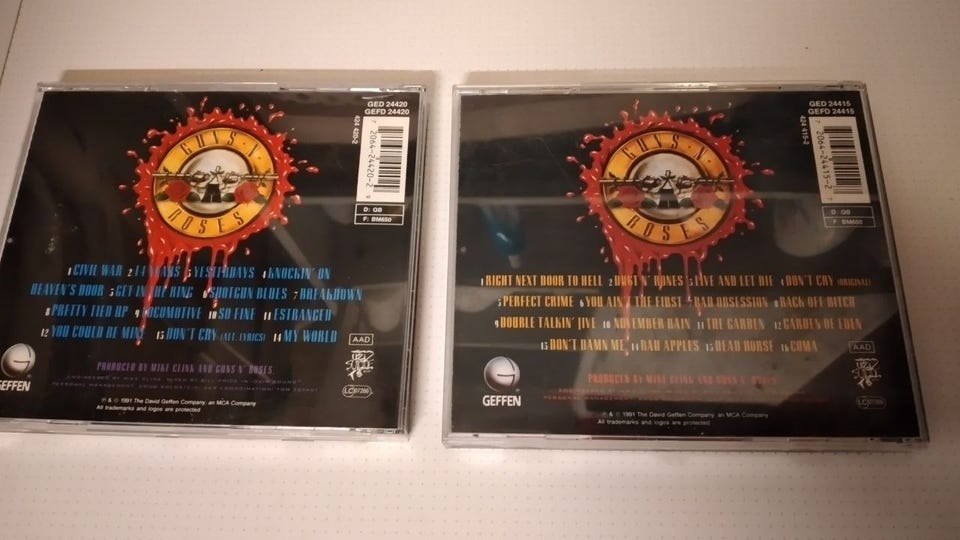 GED 24420
GEFD 24420
424 420-2
7 2064-24420-2 9
D: QB
F: BM650
GUNS N'
ROSES
1 CIVIL WAR 2 14 YEARS 3 YESTERDAYS 4 KNOCKIN' ON
HEAVEN'S DOOR 5 GET IN THE RING 6 SHOTGUN BLUES 7 BREAKDOWN
8 PRETTY TIED UP 9 LOCOMOTIVE 10 SO FINE 11 ESTRANGED
12 YOU COULD BE MINE 13 DON'T CRY (ALT. LYRICS) 14 MY WORLD
AAD
PRODUCED BY MIKE CLINK AND GUNS N' ROSES
GEFFEN
LC 07266
℗ & © 1991 The David Geffen Company, an MCA Company
All trademarks and logos are protected
GED 24415
GEFD 24415
424 415-2
7 2064-24415-2 7
D: QB
F: BM650
GUNS N'
ROSES
1 RIGHT NEXT DOOR TO HELL 2 DUST N' BONES 3 LIVE AND LET DIE 4 DON'T CRY (ORIGINAL)
5 PERFECT CRIME 6 YOU AIN'T THE FIRST 7 BAD OBSESSION 8 BACK OFF BITCH
9 DOUBLE TALKIN' JIVE 10 NOVEMBER RAIN 11 THE GARDEN 12 GARDEN OF EDEN
13 DON'T DAMN ME 14 BAD APPLES 15 DEAD HORSE 16 COMA
AAD
PRODUCED BY MIKE CLINK AND GUNS N' ROSES
GEFFEN
℗ & © 1991 The David Geffen Company, an MCA Company
All trademarks and logos are protected